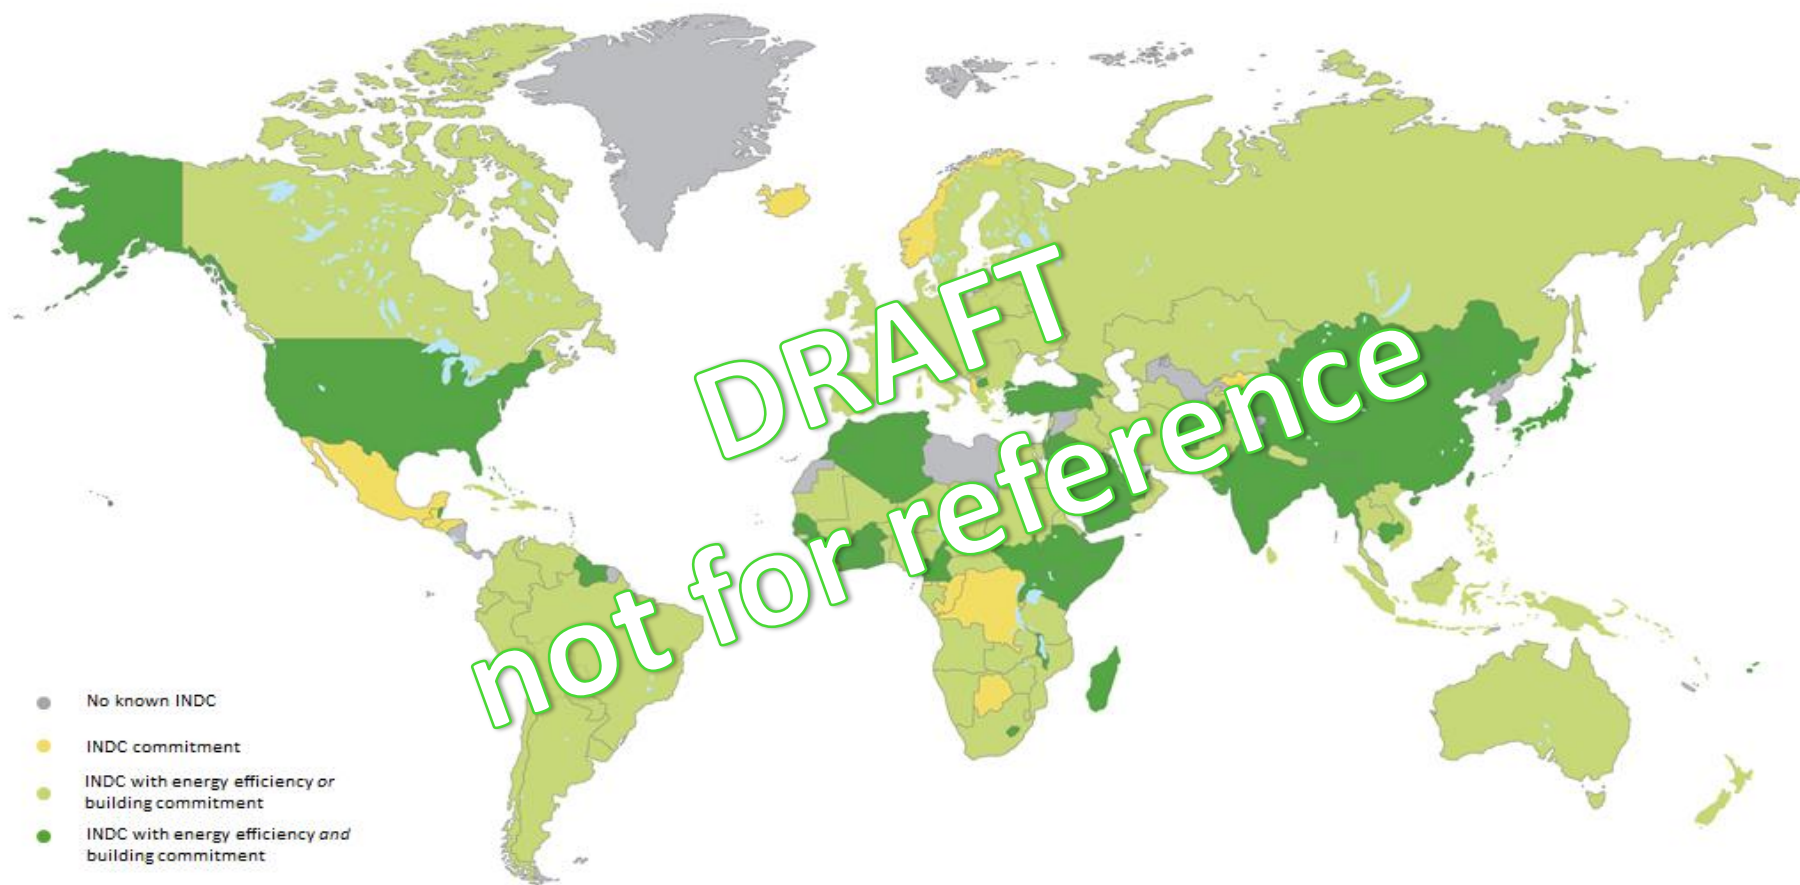 DRAFT
not for reference
No known INDC
INDC commitment
INDC with energy efficiency or
building commitment
INDC with energy efficiency and
building commitment